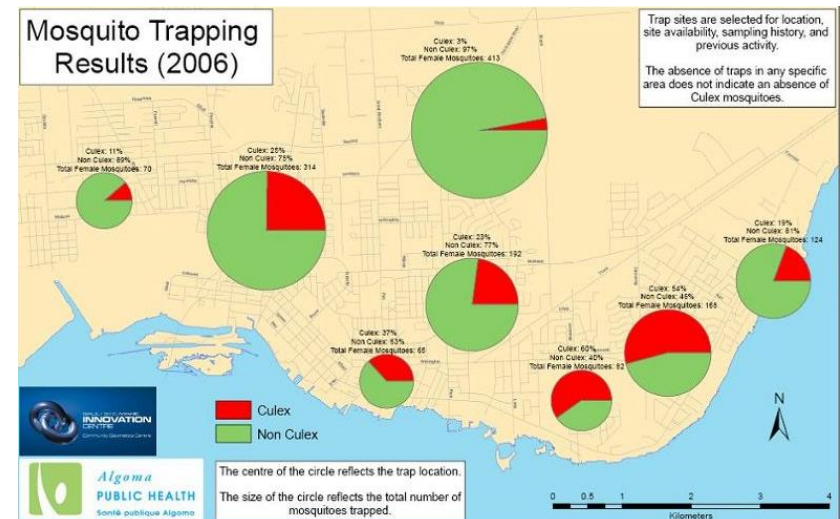 Mosquito Trapping
Results (2006)
Culex: 3%
Non Culex: 97%
Total Female Mosquitoes: 413
Trap sites are selected for location,
site availability, sampling history, and
previous activity.
The absence of traps in any specific
area does not indicate an absence of
Culex mosquitoes.
Culex: 11%
Non Culex: 89%
Total Female Mosquitoes: 70
Culex: 25%
Non Culex: 75%
Total Female Mosquitoes: 314
Culex: 23%
Non Culex: 77%
Total Female Mosquitoes: 192
Culex: 19%
Non Culex: 81%
Total Female Mosquitoes: 124
Culex: 54%
Non Culex: 46%
Total Female Mosquitoes: 168
Culex: 37%
Non Culex: 63%
Total Female Mosquitoes: 65
Culex: 60%
Non Culex: 40%
Total Female Mosquitoes: 82
Culex
Non Culex
INNOVATION
CENTRE
Algoma
PUBLIC HEALTH
Santé publique Algoma
The centre of the circle reflects the trap location.
The size of the circle reflects the total number of
mosquitoes trapped.
N
0 0.5 1 2 3 4
Kilometers